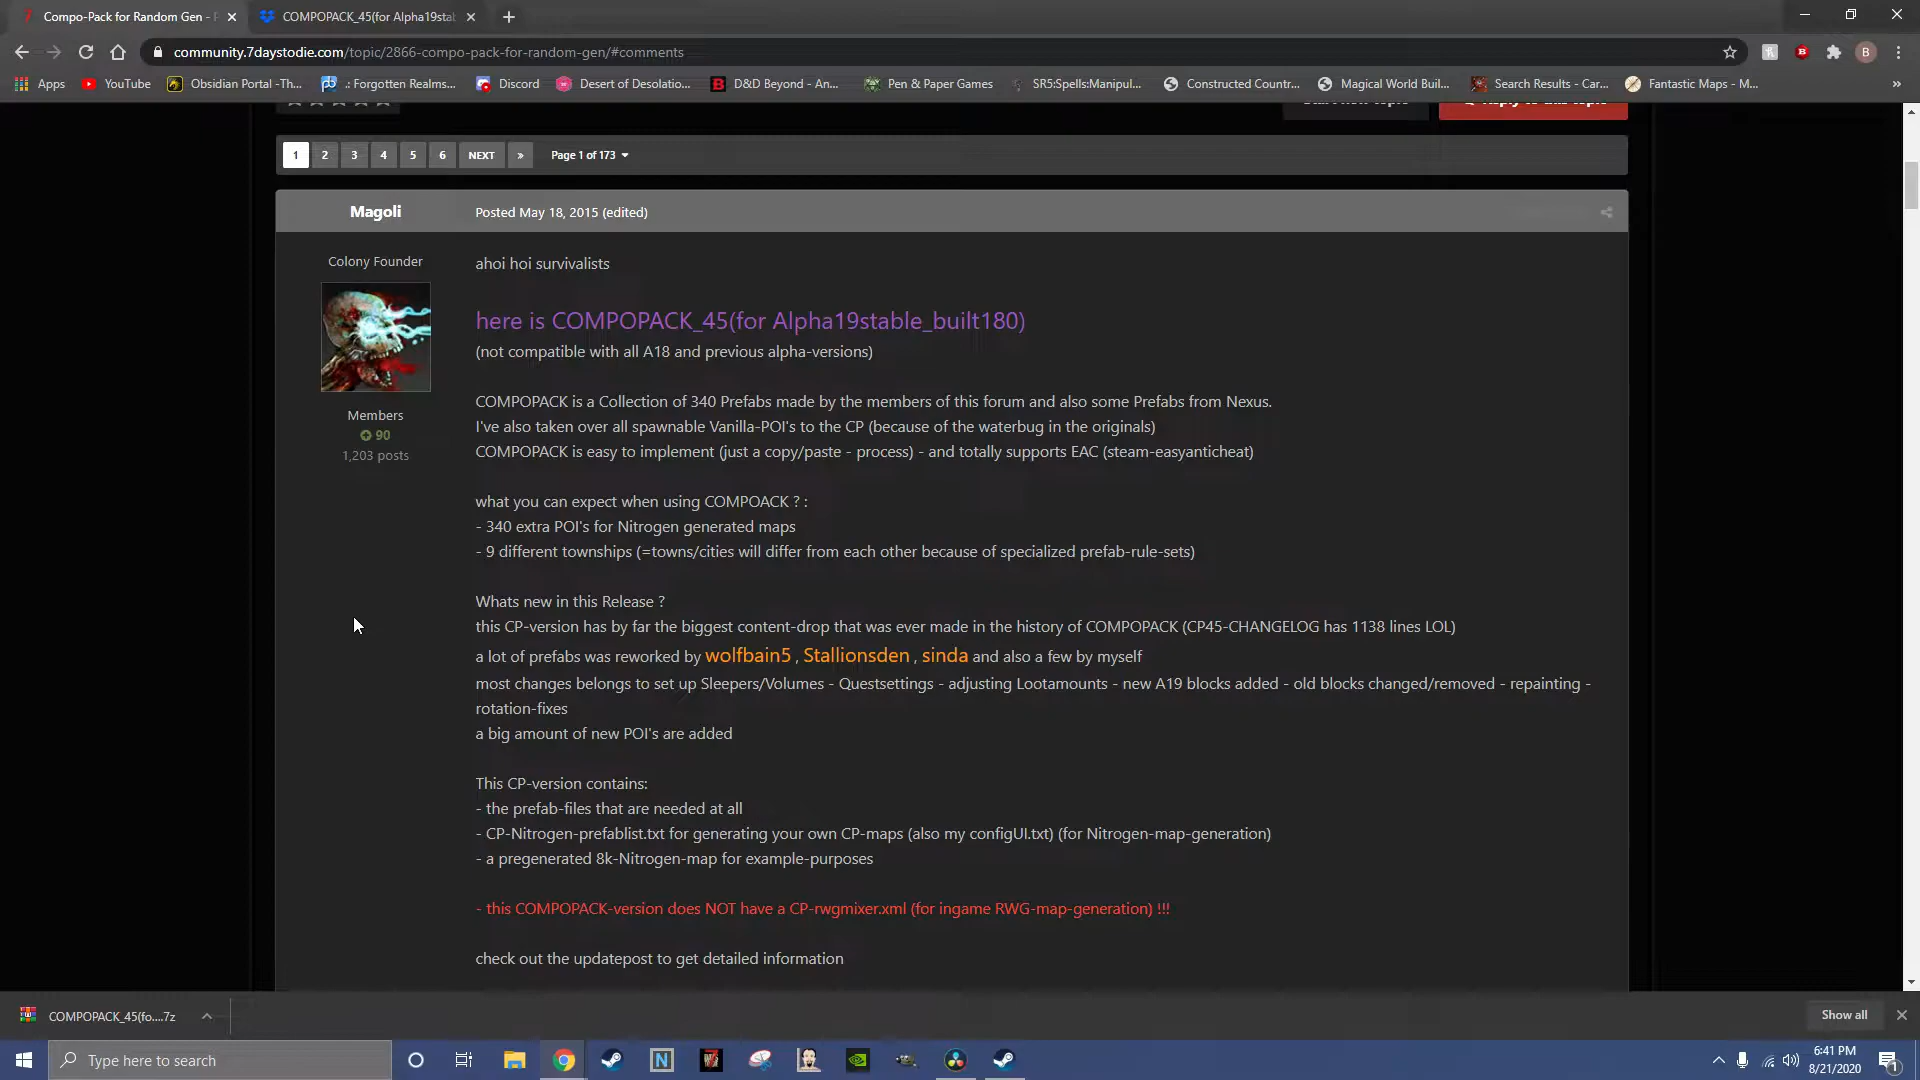 Compo-Pack for Random Gen -
COMPOPACK_45(for Alpha19stab
community.7daystodie.com/topic/2866-compo-pack-for-random-gen/#comments
B
Apps
YouTube
Obsidian Portal -Th...
.: Forgotten Realms...
Discord
Desert of Desolatio...
D&D Beyond - An...
Pen & Paper Games
SR5:Spells:Manipul...
Constructed Countr...
Magical World Buil...
Search Results - Car...
Fantastic Maps - M...
»
1 2 3 4 5 6 NEXT » Page 1 of 173
Magoli
Posted May 18, 2015 (edited)
Colony Founder
Members
90
1,203 posts
ahoi hoi survivalists
here is COMPOPACK_45(for Alpha19stable_built180)
(not compatible with all A18 and previous alpha-versions)
COMPOPACK is a Collection of 340 Prefabs made by the members of this forum and also some Prefabs from Nexus.
I've also taken over all spawnable Vanilla-POI's to the CP (because of the waterbug in the originals)
COMPOPACK is easy to implement (just a copy/paste - process) - and totally supports EAC (steam-easyanticheat)
what you can expect when using COMPOACK ? :
- 340 extra POI's for Nitrogen generated maps
- 9 different townships (=towns/cities will differ from each other because of specialized prefab-rule-sets)
Whats new in this Release ?
this CP-version has by far the biggest content-drop that was ever made in the history of COMPOPACK (CP45-CHANGELOG has 1138 lines LOL)
a lot of prefabs was reworked by wolfbain5 , Stallionsden , sinda and also a few by myself
most changes belongs to set up Sleepers/Volumes - Questsettings - adjusting Lootamounts - new A19 blocks added - old blocks changed/removed - repainting -
rotation-fixes
a big amount of new POI's are added
This CP-version contains:
- the prefab-files that are needed at all
- CP-Nitrogen-prefablist.txt for generating your own CP-maps (also my configUI.txt) (for Nitrogen-map-generation)
- a pregenerated 8k-Nitrogen-map for example-purposes
- this COMPOPACK-version does NOT have a CP-rwgmixer.xml (for ingame RWG-map-generation) !!!
check out the updatepost to get detailed information
COMPOPACK_45(fo....7z
Show all
Type here to search
N
6:41 PM
8/21/2020
1